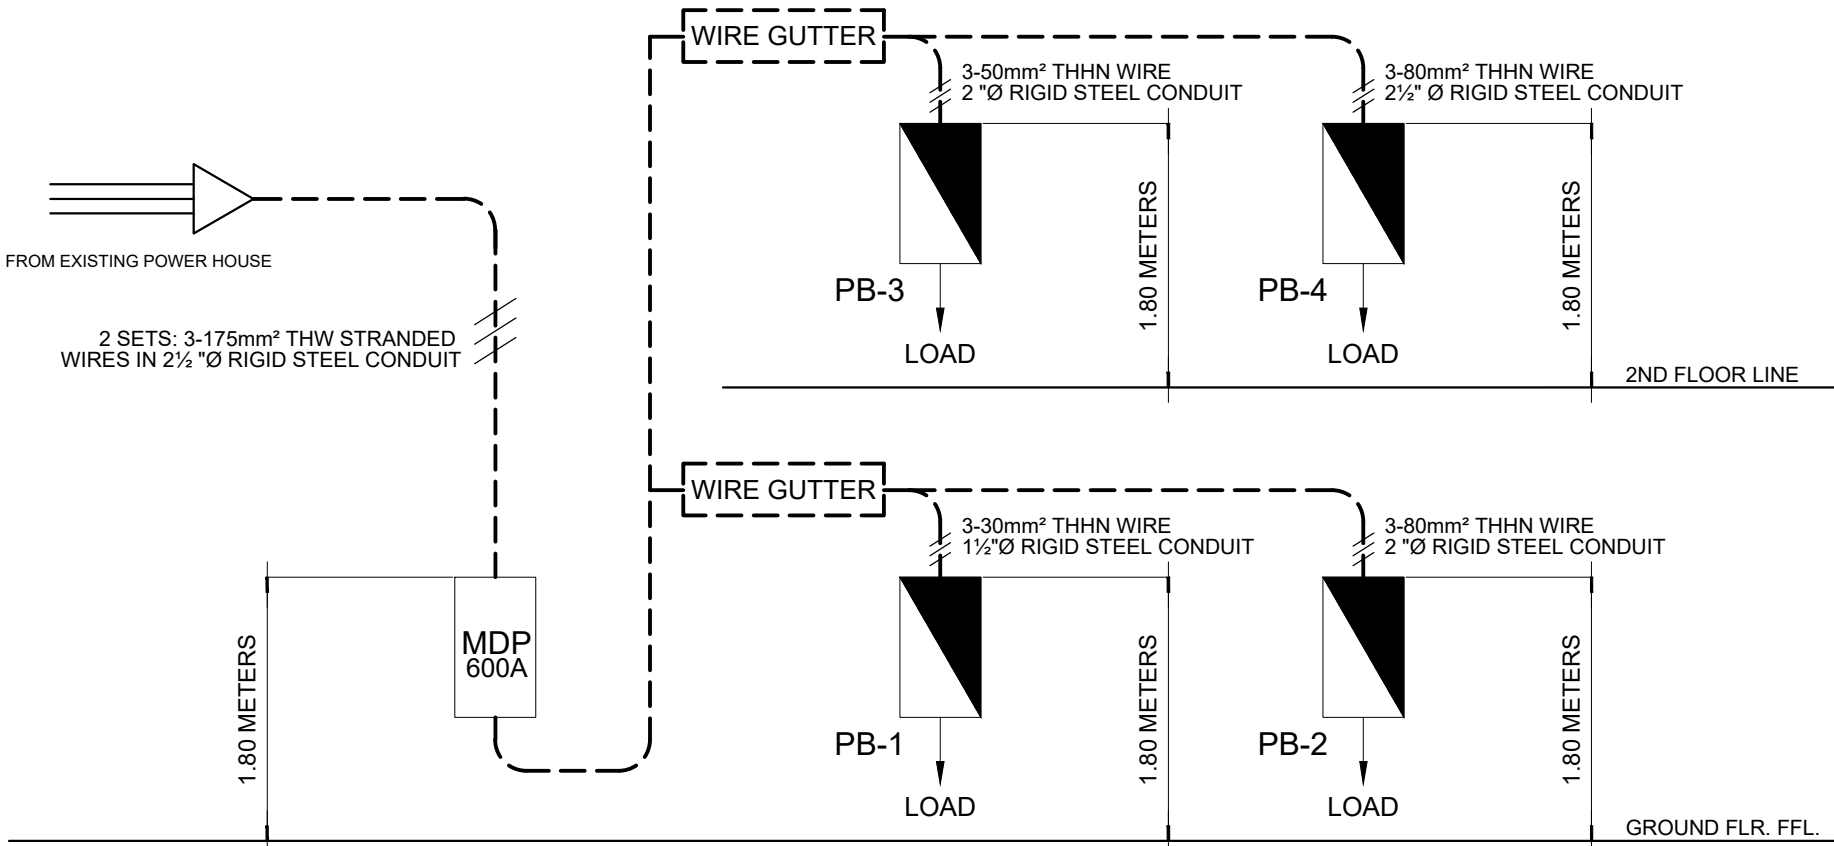 WIRE GUTTER
3-50mm² THHN WIRE
2 "Ø RIGID STEEL CONDUIT
3-80mm² THHN WIRE
2½" Ø RIGID STEEL CONDUIT
FROM EXISTING POWER HOUSE
2 SETS: 3-175mm² THW STRANDED
WIRES IN 2½ "Ø RIGID STEEL CONDUIT
PB-3
LOAD
1.80 METERS
PB-4
LOAD
1.80 METERS
2ND FLOOR LINE
WIRE GUTTER
3-30mm² THHN WIRE
1½"Ø RIGID STEEL CONDUIT
3-80mm² THHN WIRE
2 "Ø RIGID STEEL CONDUIT
1.80 METERS
MDP
600A
PB-1
LOAD
1.80 METERS
PB-2
LOAD
1.80 METERS
GROUND FLR. FFL.